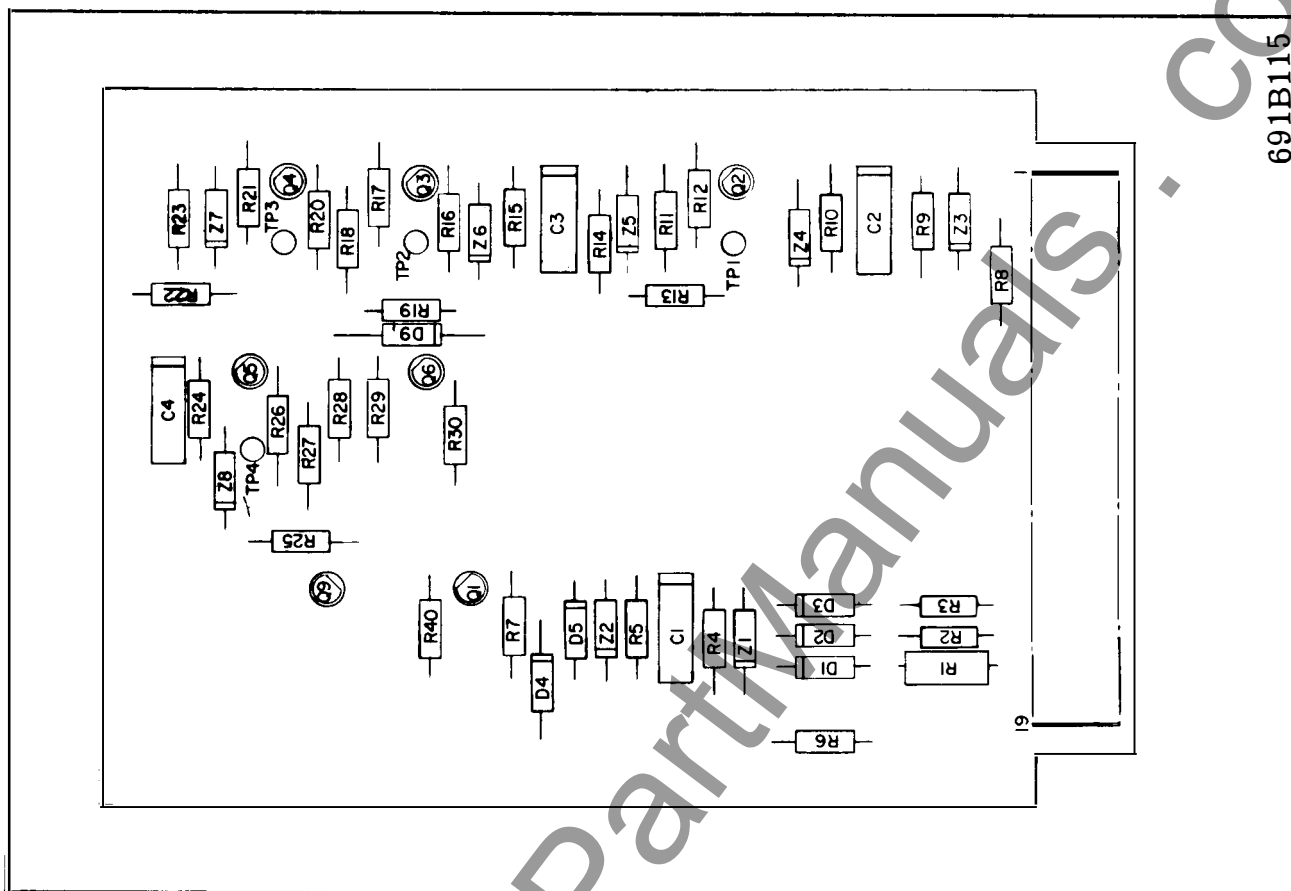 691B115
1
R23
Z7
R21
Q4
TP3
R20
R18
R17
Q3
TP2
R16
Z6
R15
C3
R14
Z5
R11
R12
Q2
TP1
Z4
R10
C2
R9
Z3
R8
R22
R19
D9
R13
C4
R24
Q5
R26
R27
R28
R29
Q6
R30
Z8
TP4
R25
Q9
R40
Q1
R7
D4
D5
Z2
R5
C1
R4
Z1
D3
D2
D1
R3
R2
R1
R6
19
PartManuals . co